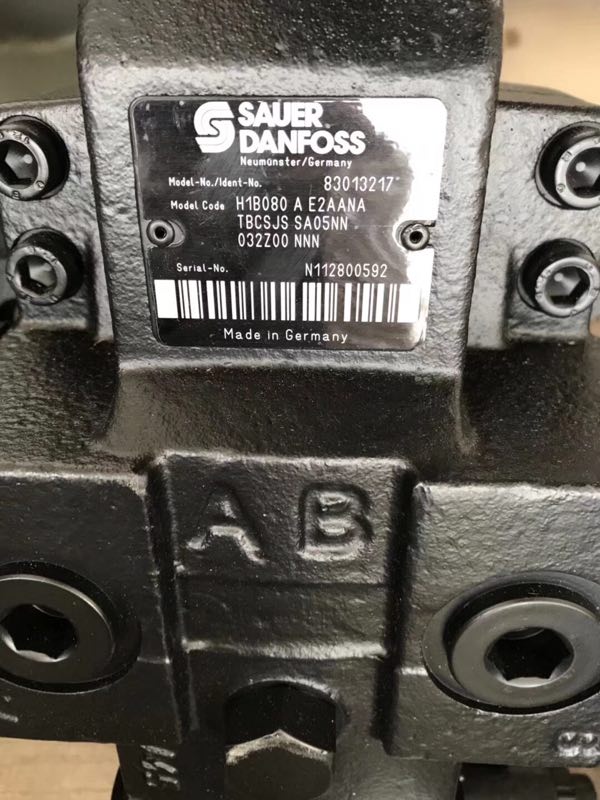 SAUER
DANFOSS
Neumünster/Germany
Model-No./Ident-No. 83013217
Model Code H1B080 A E2AANA
TBCSJS SA05NN
032Z00 NNN
Serial-No. N112800592
Made in Germany
A B